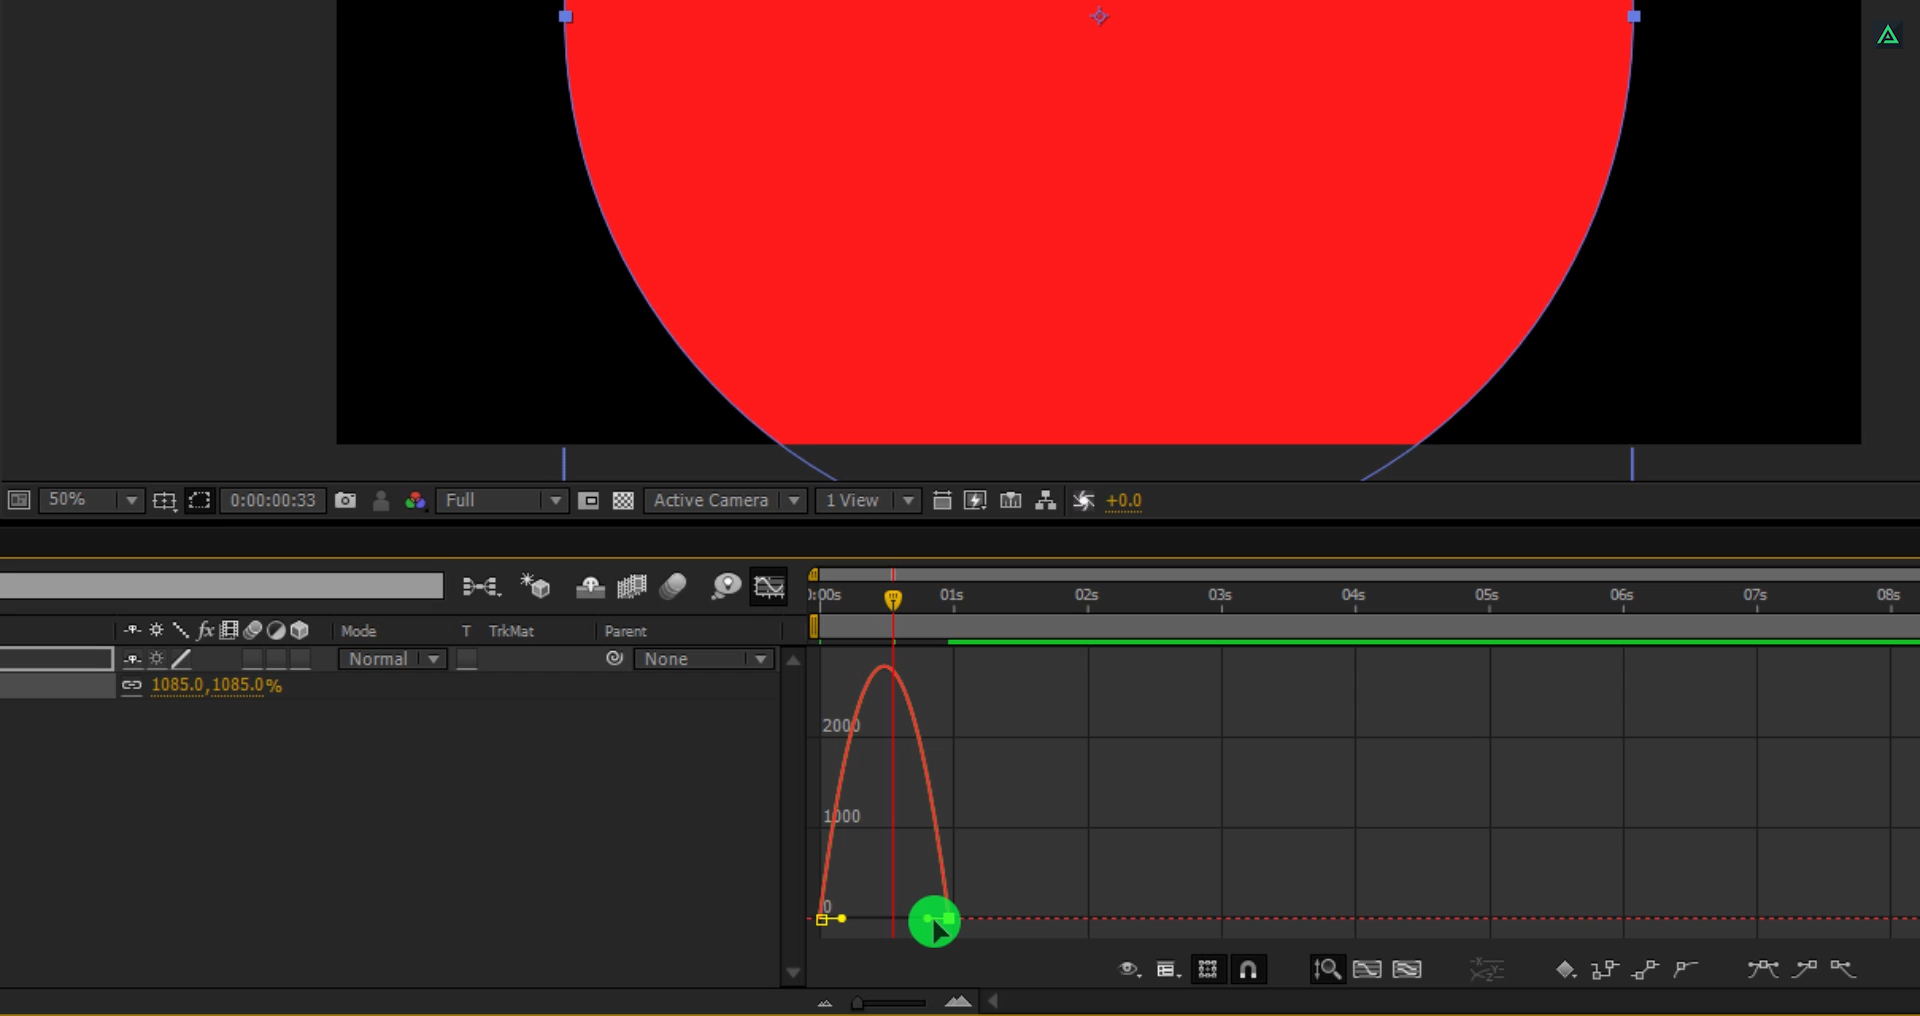 50%
0:00:00:33
Full
Active Camera
1 View
+0.0
:00s 01s 02s 03s 04s 05s 06s 07s 08s
fx Mode T TrkMat Parent
Normal None
1085.0,1085.0%
2000
1000
0